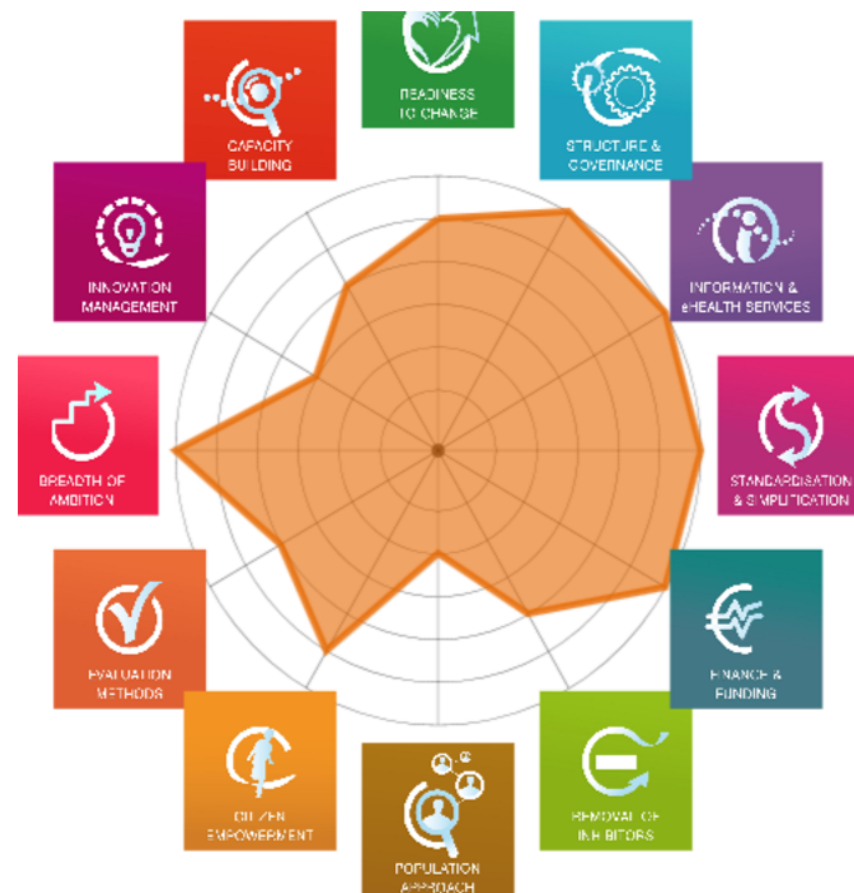 READINESS
TO CHANGE
STRUCTURE &
GOVERNANCE
INFORMATION &
eHEALTH SERVICES
STANDARDISATION
& SIMPLIFICATION
FINANCE &
FUNDING
REMOVAL OF
INHIBITORS
POPULATION
APPROACH
CITIZEN
EMPOWERMENT
EVALUATION
METHODS
BREADTH OF
AMBITION
INNOVATION
MANAGEMENT
CAPACITY
BUILDING